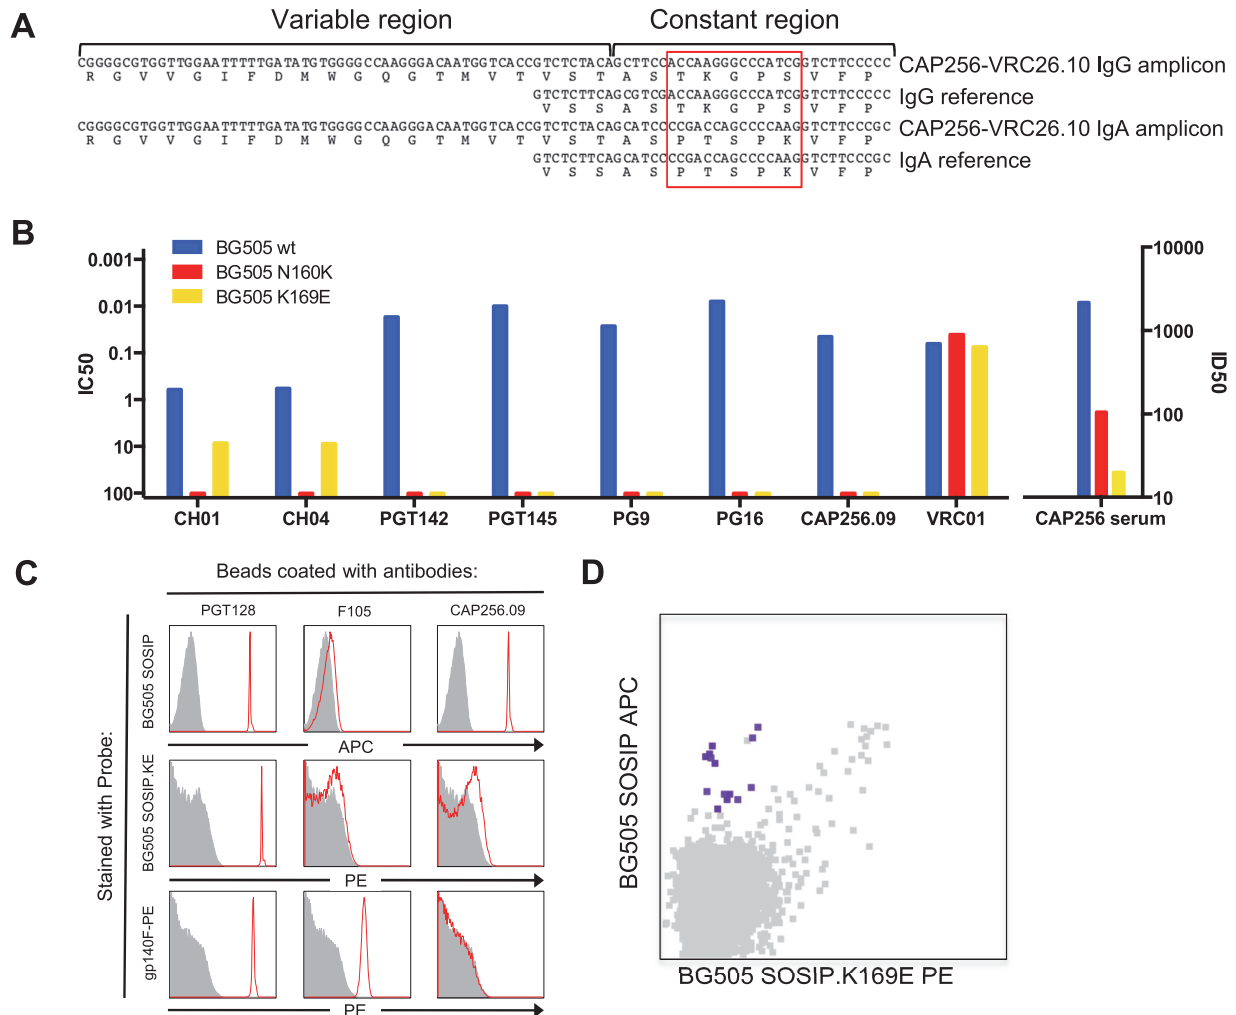 A
Variable region
Constant region
CGGGGCGTGGTTGGAATTTTTGATATGTGGGGCCAAGGGACAATGGTCACCGTCTCTACAGCTTCCACCAAGGGCCCATCGGTCTTCCCCC CAP256-VRC26.10 IgG amplicon
R G V V G I F D M W G Q G T M V T V S T A S T K G P S V F P
GTCTCTTCAGCGTCGACCAAGGGCCCATCGGTCTTCCCCC IgG reference
V S S A S T K G P S V F P
CGGGGCGTGGTTGGAATTTTTGATATGTGGGGCCAAGGGACAATGGTCACCGTCTCTACAGCATCCCCGACCAGCCCCAAGGTCTTCCCGC CAP256-VRC26.10 IgA amplicon
R G V V G I F D M W G Q G T M V T V S T A S P T S P K V F P
GTCTCTTCAGCATCCCCGACCAGCCCCAAGGTCTTCCCGC IgA reference
V S S A S P T S P K V F P
B
BG505 wt
BG505 N160K
BG505 K169E
IC50
0.001
0.01
0.1
1
10
100
CH01 CH04 PGT142 PGT145 PG9 PG16 CAP256.09 VRC01 CAP256 serum
10000
1000
100
10
ID50
C
Beads coated with antibodies:
PGT128 F105 CAP256.09
Stained with Probe:
BG505 SOSIP
APC
BG505 SOSIP.KE
PE
gp140F-PE
PE
D
BG505 SOSIP APC
BG505 SOSIP.K169E PE